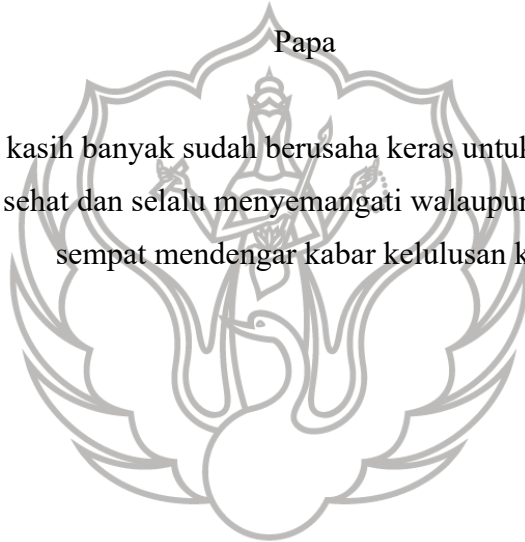 Papa
kasih banyak sudah berusaha keras untuk
sehat dan selalu menyemangati walaupun
sempat mendengar kabar kelulusan k